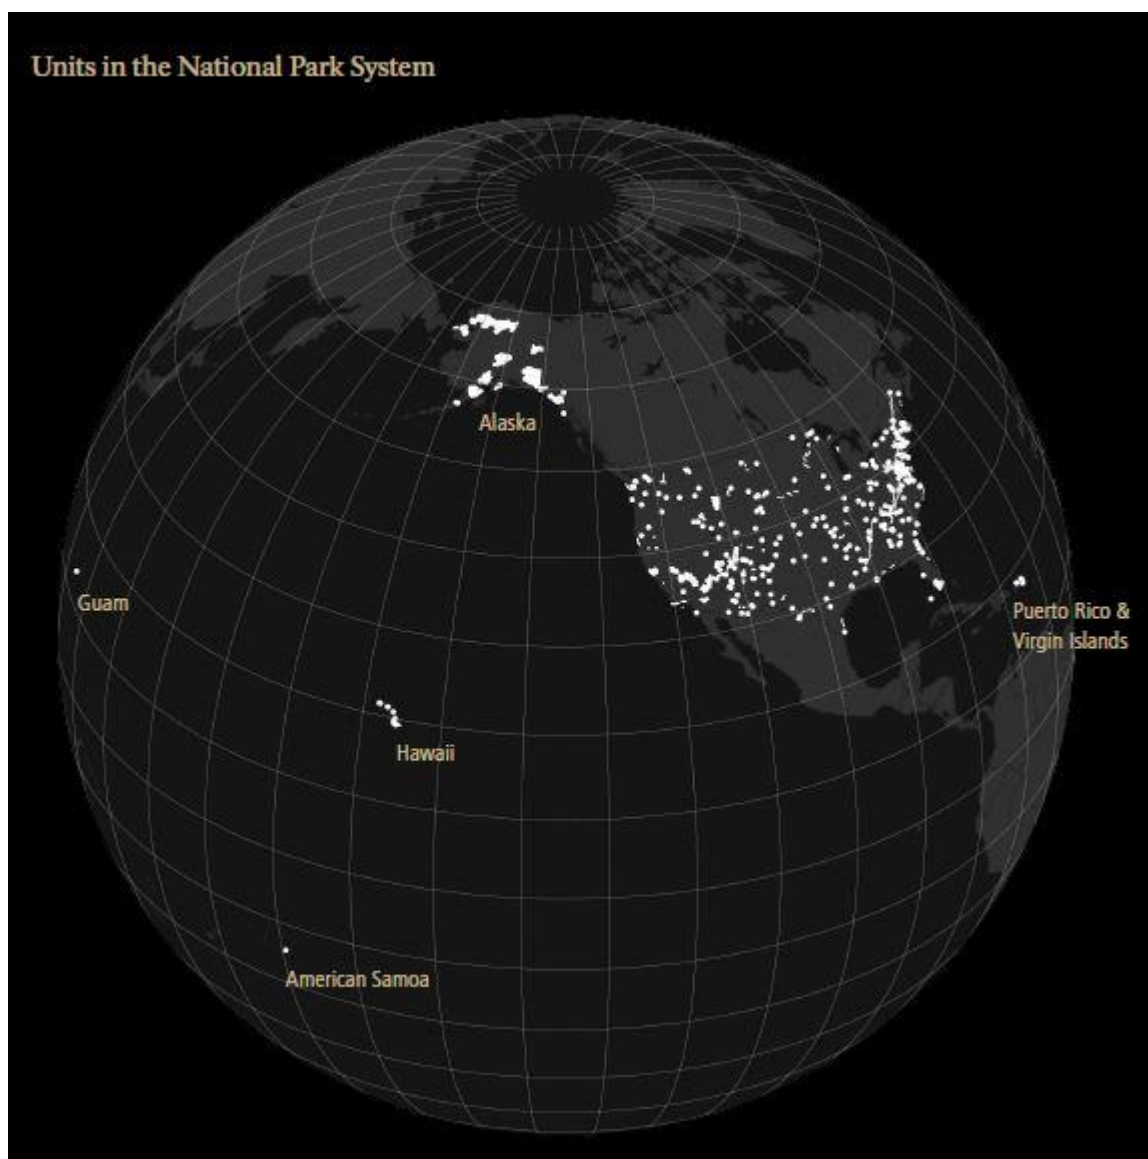 Units in the National Park System
Alaska
Guam
Puerto Rico &
Virgin Islands
Hawaii
American Samoa